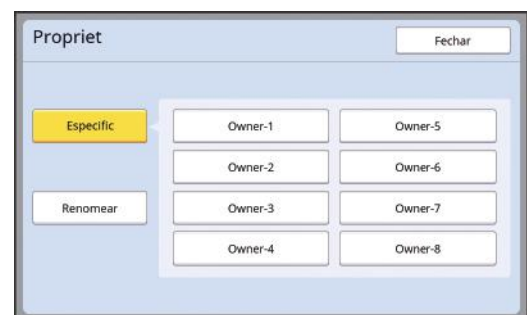 Propriet
Fechar
Especific
Owner-1
Owner-5
Owner-2
Owner-6
Renomear
Owner-3
Owner-7
Owner-4
Owner-8